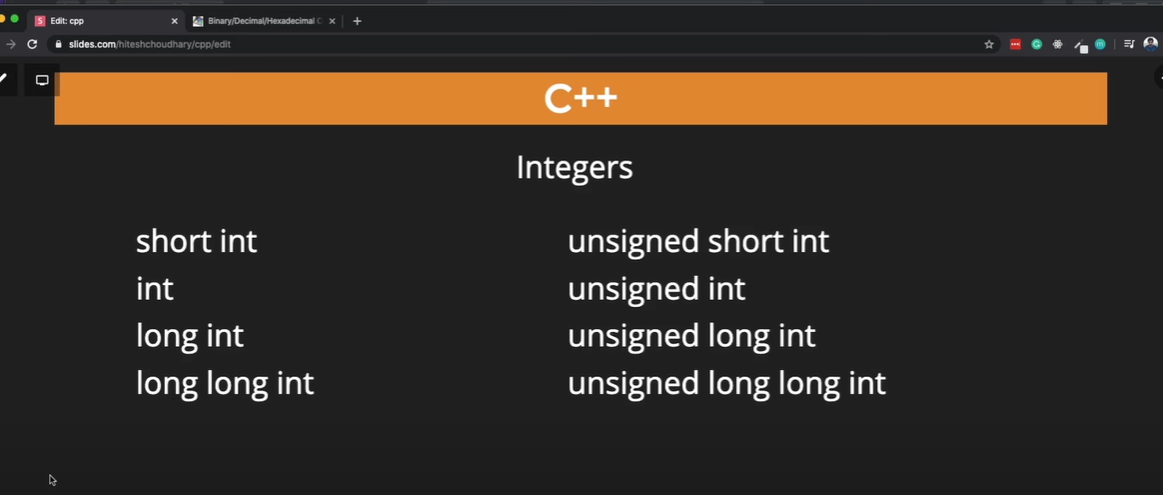 Edit: cpp
Binary/Decimal/Hexadecimal C
slides.com/hiteshchoudhary/cpp/edit
C++
Integers
short int unsigned short int
int unsigned int
long int unsigned long int
long long int unsigned long long int